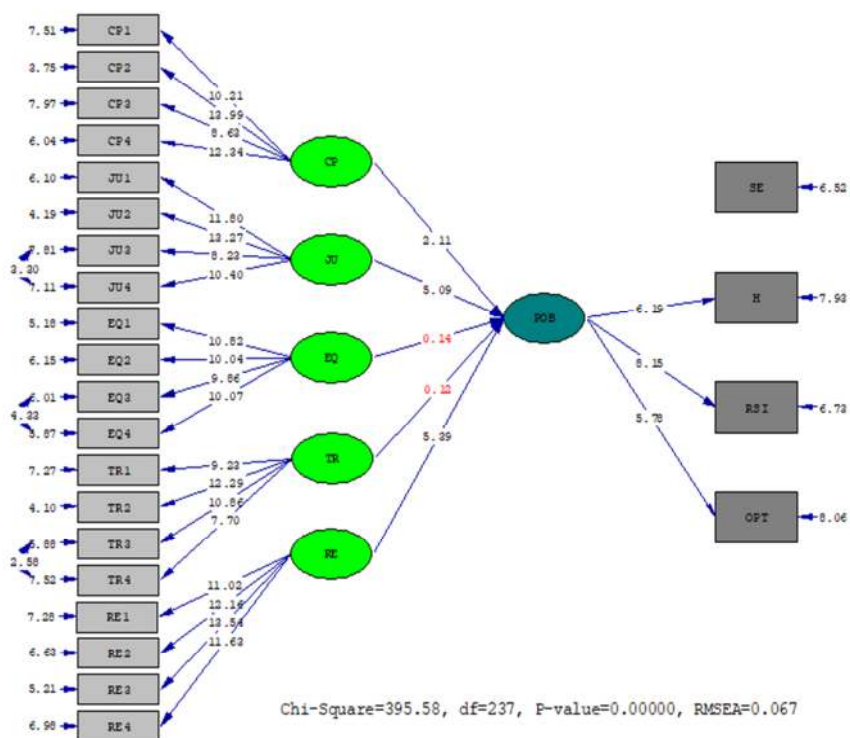 7.51 CP1
3.75 CP2
7.97 CP3
6.04 CP4
6.10 JU1
4.19 JU2
JU3
7.11 JU4
3.30
5.18 EQ1
6.15 EQ2
EQ3
EQ4
4.33
7.27 TR1
4.10 TR2
TR3
7.52 TR4
2.58
7.28 RE1
6.63 RE2
5.21 RE3
6.98 RE4
10.21
13.99
8.63
12.34
11.80
13.27
8.23
10.40
10.82
10.04
9.86
10.07
9.23
12.29
10.86
7.70
11.02
12.14
13.54
11.63
CP
JU
EQ
TR
RE
2.11
5.09
0.14
0.12
5.39
POB
6.19
8.15
5.78
SE 6.52
H 7.93
RSI 6.73
OPT 8.06
Chi-Square=395.58, df=237, P-value=0.00000, RMSEA=0.067